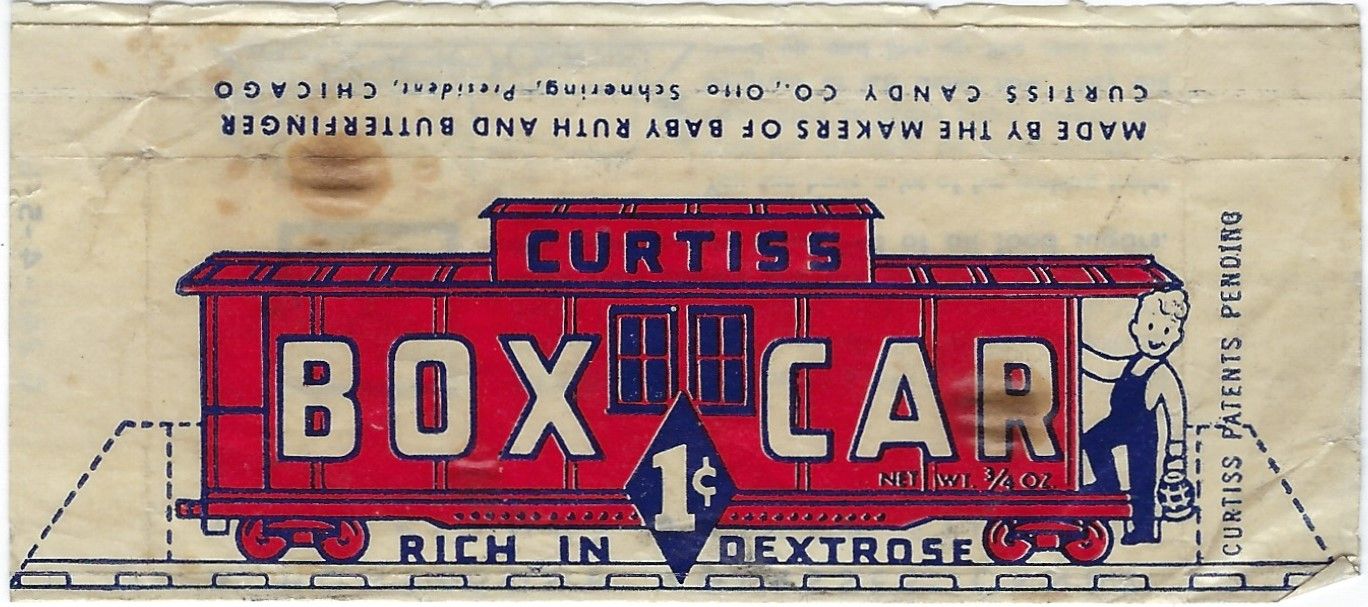 MADE BY THE MAKERS OF BABY RUTH AND BUTTERFINGER
CURTISS CANDY CO., Otto Schnering, President, CHICAGO
CURTISS
BOX CAR
1¢
NET WT. 3/4 OZ.
RICH IN DEXTROSE
CURTISS PATENTS PENDING